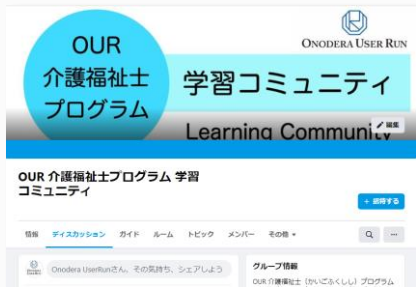 OUR
介護福祉士
プログラム
ONODERA USER RUN
学習コミュニティ
Learning Community
編集
OUR 介護福祉士プログラム 学習
コミュニティ
+ 招待する
情報 ディスカッション ガイド ルーム トピック メンバー その他
Onodera UserRunさん、その気持ち、シェアしよう
グループ情報
OUR 介護福祉士（かいごふくしし）プログラム